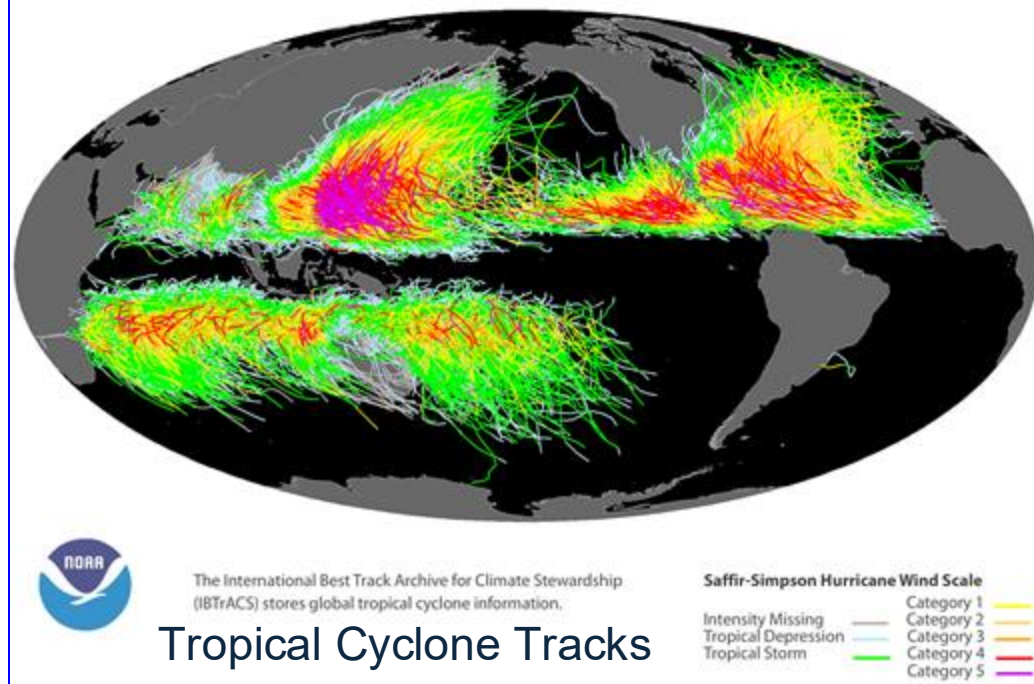 NOAA
The International Best Track Archive for Climate Stewardship
(IBTrACS) stores global tropical cyclone information.
Tropical Cyclone Tracks
Saffir-Simpson Hurricane Wind Scale
Intensity Missing
Tropical Depression
Tropical Storm
Category 1
Category 2
Category 3
Category 4
Category 5